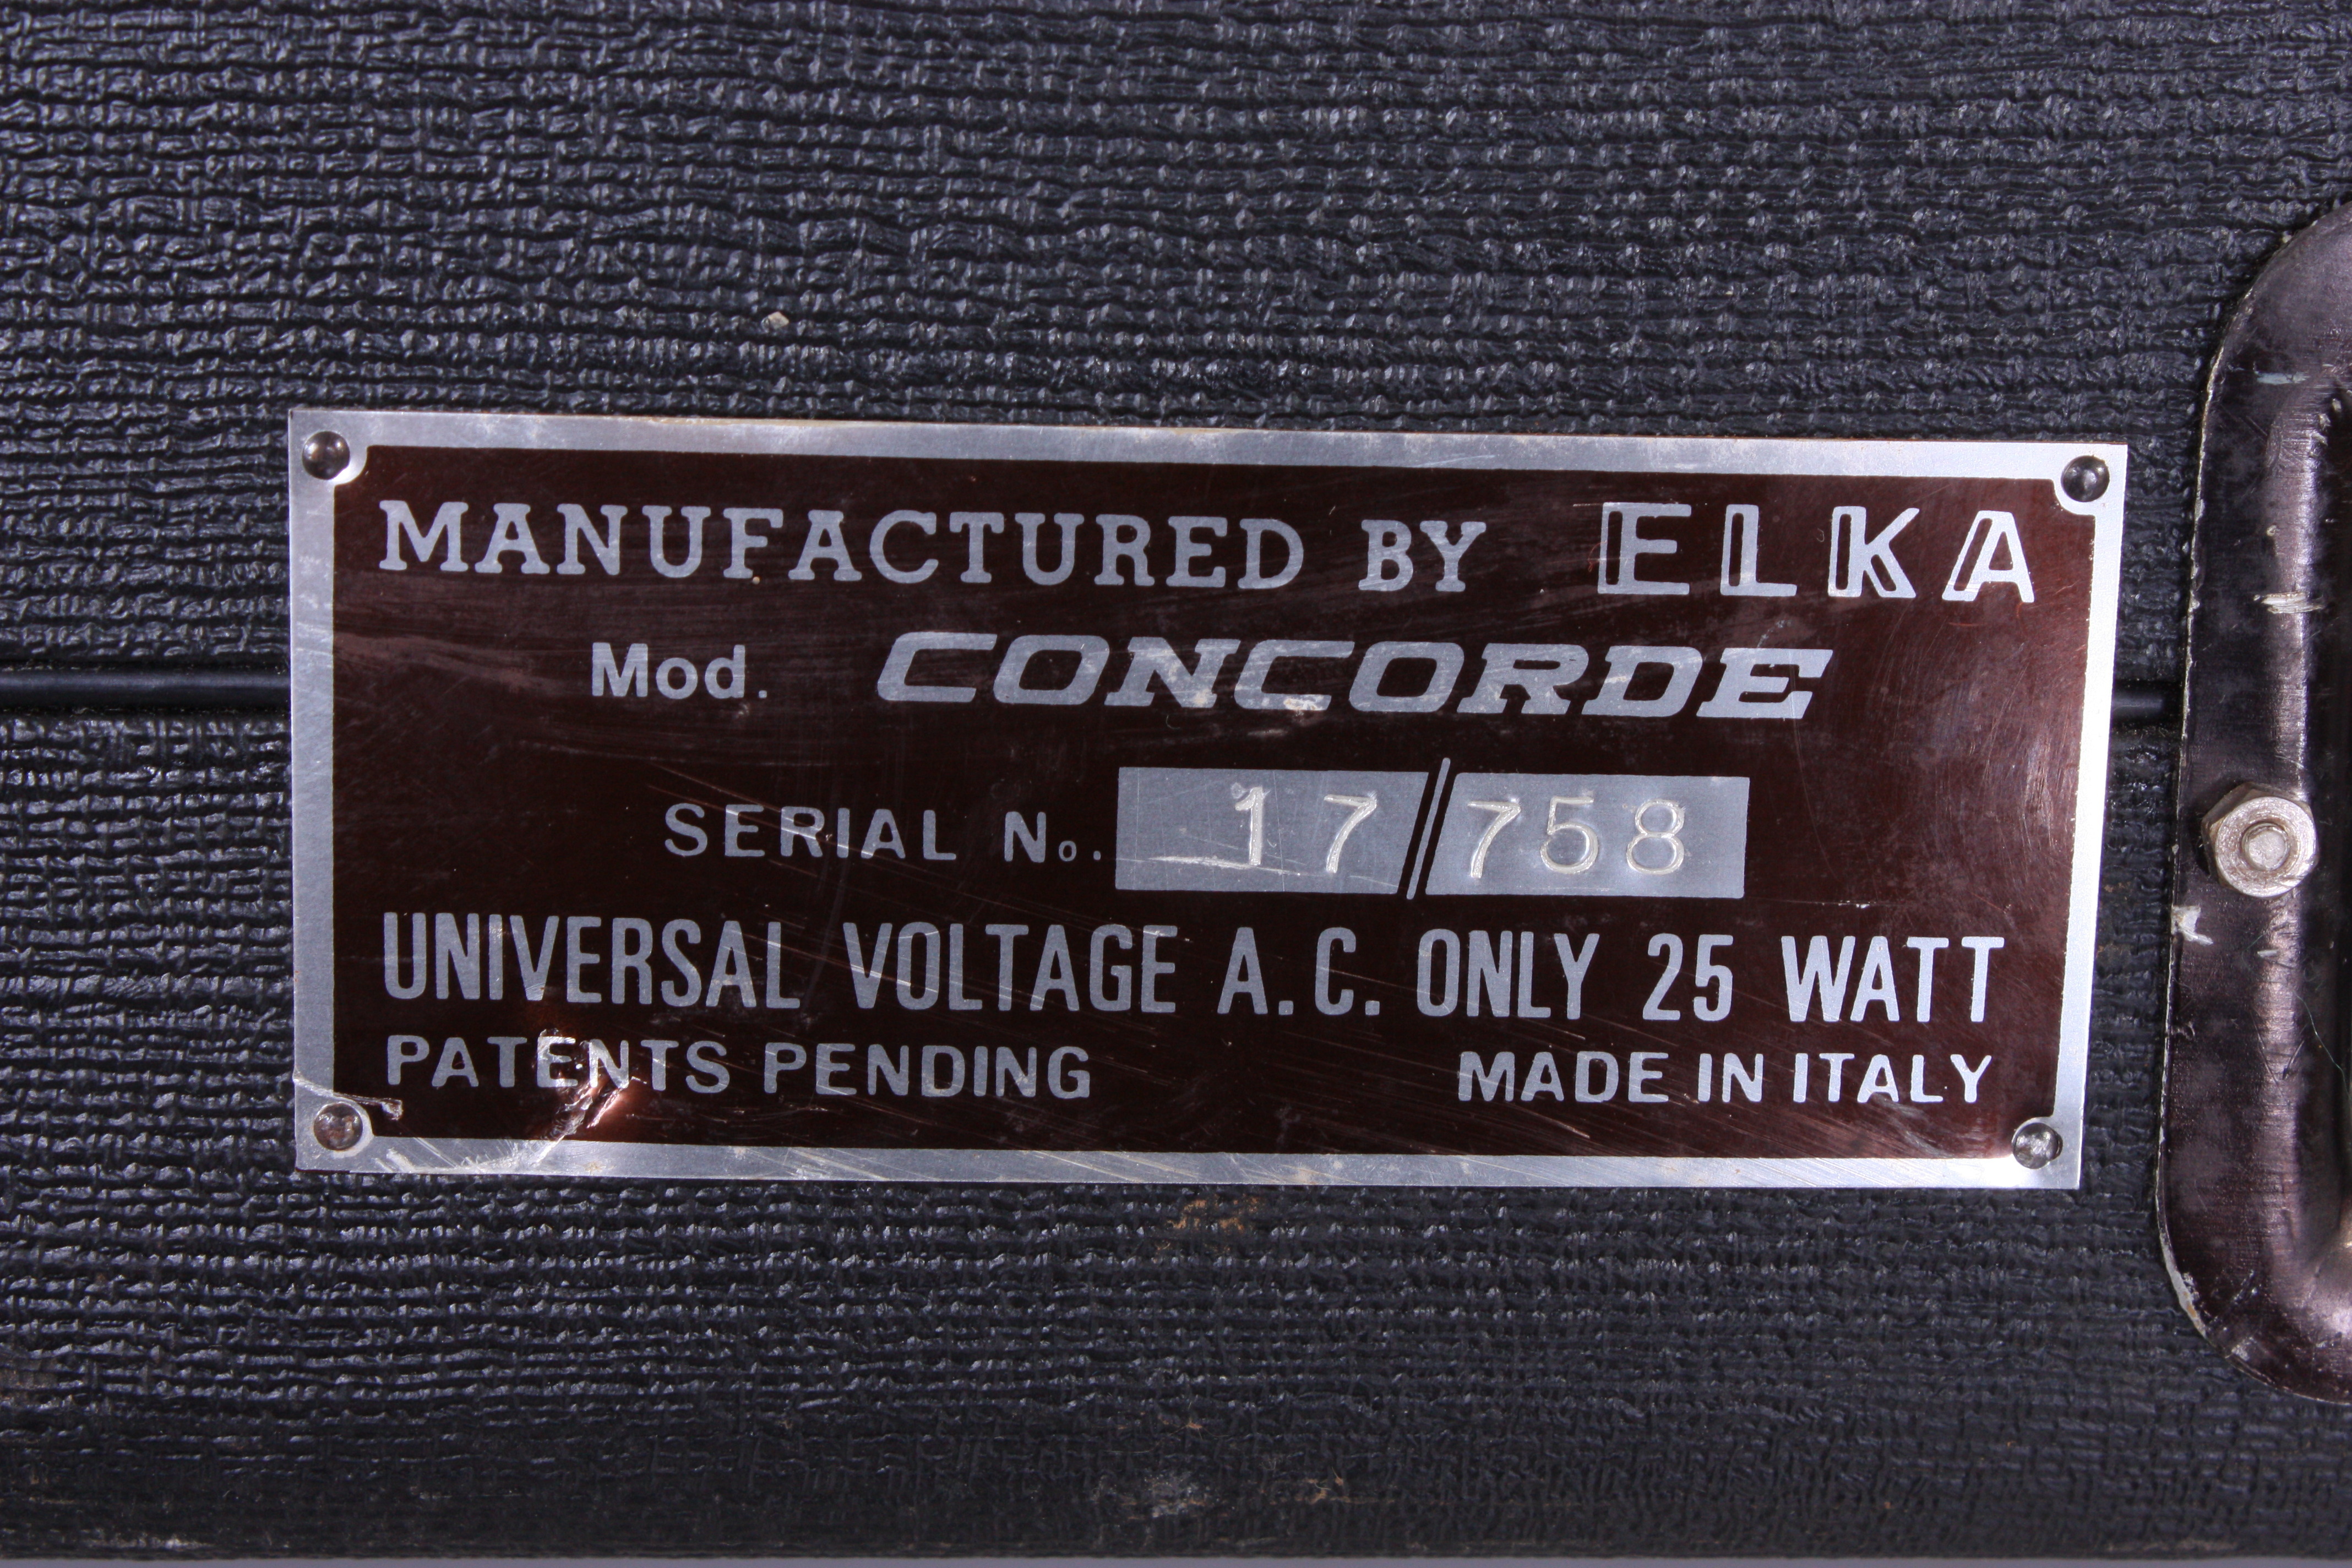 MANUFACTURED BY ELKA
Mod. CONCORDE
SERIAL No. 17/758
UNIVERSAL VOLTAGE A.C. ONLY 25 WATT
PATENTS PENDING MADE IN ITALY